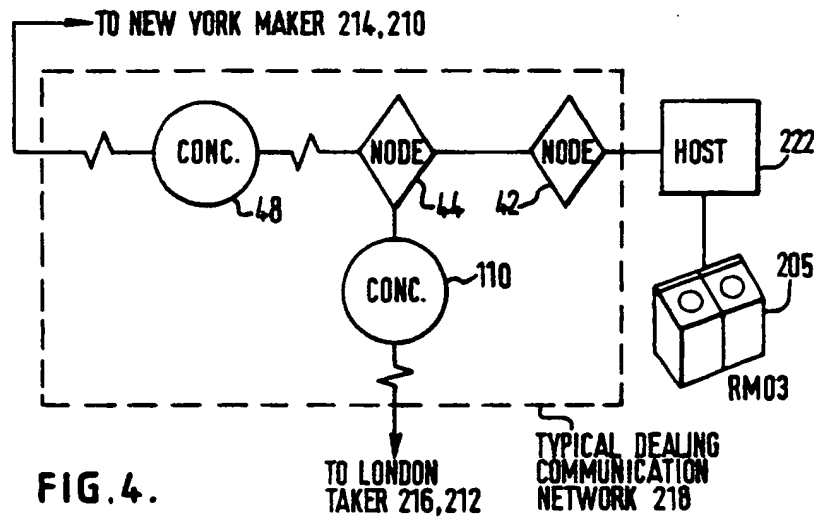 TO NEW YORK MAKER 214,210
CONC.
48
NODE
44
NODE
42
HOST
222
CONC.
110
205
RM03
TYPICAL DEALING
COMMUNICATION
NETWORK 218
TO LONDON
TAKER 216,212
FIG.4.